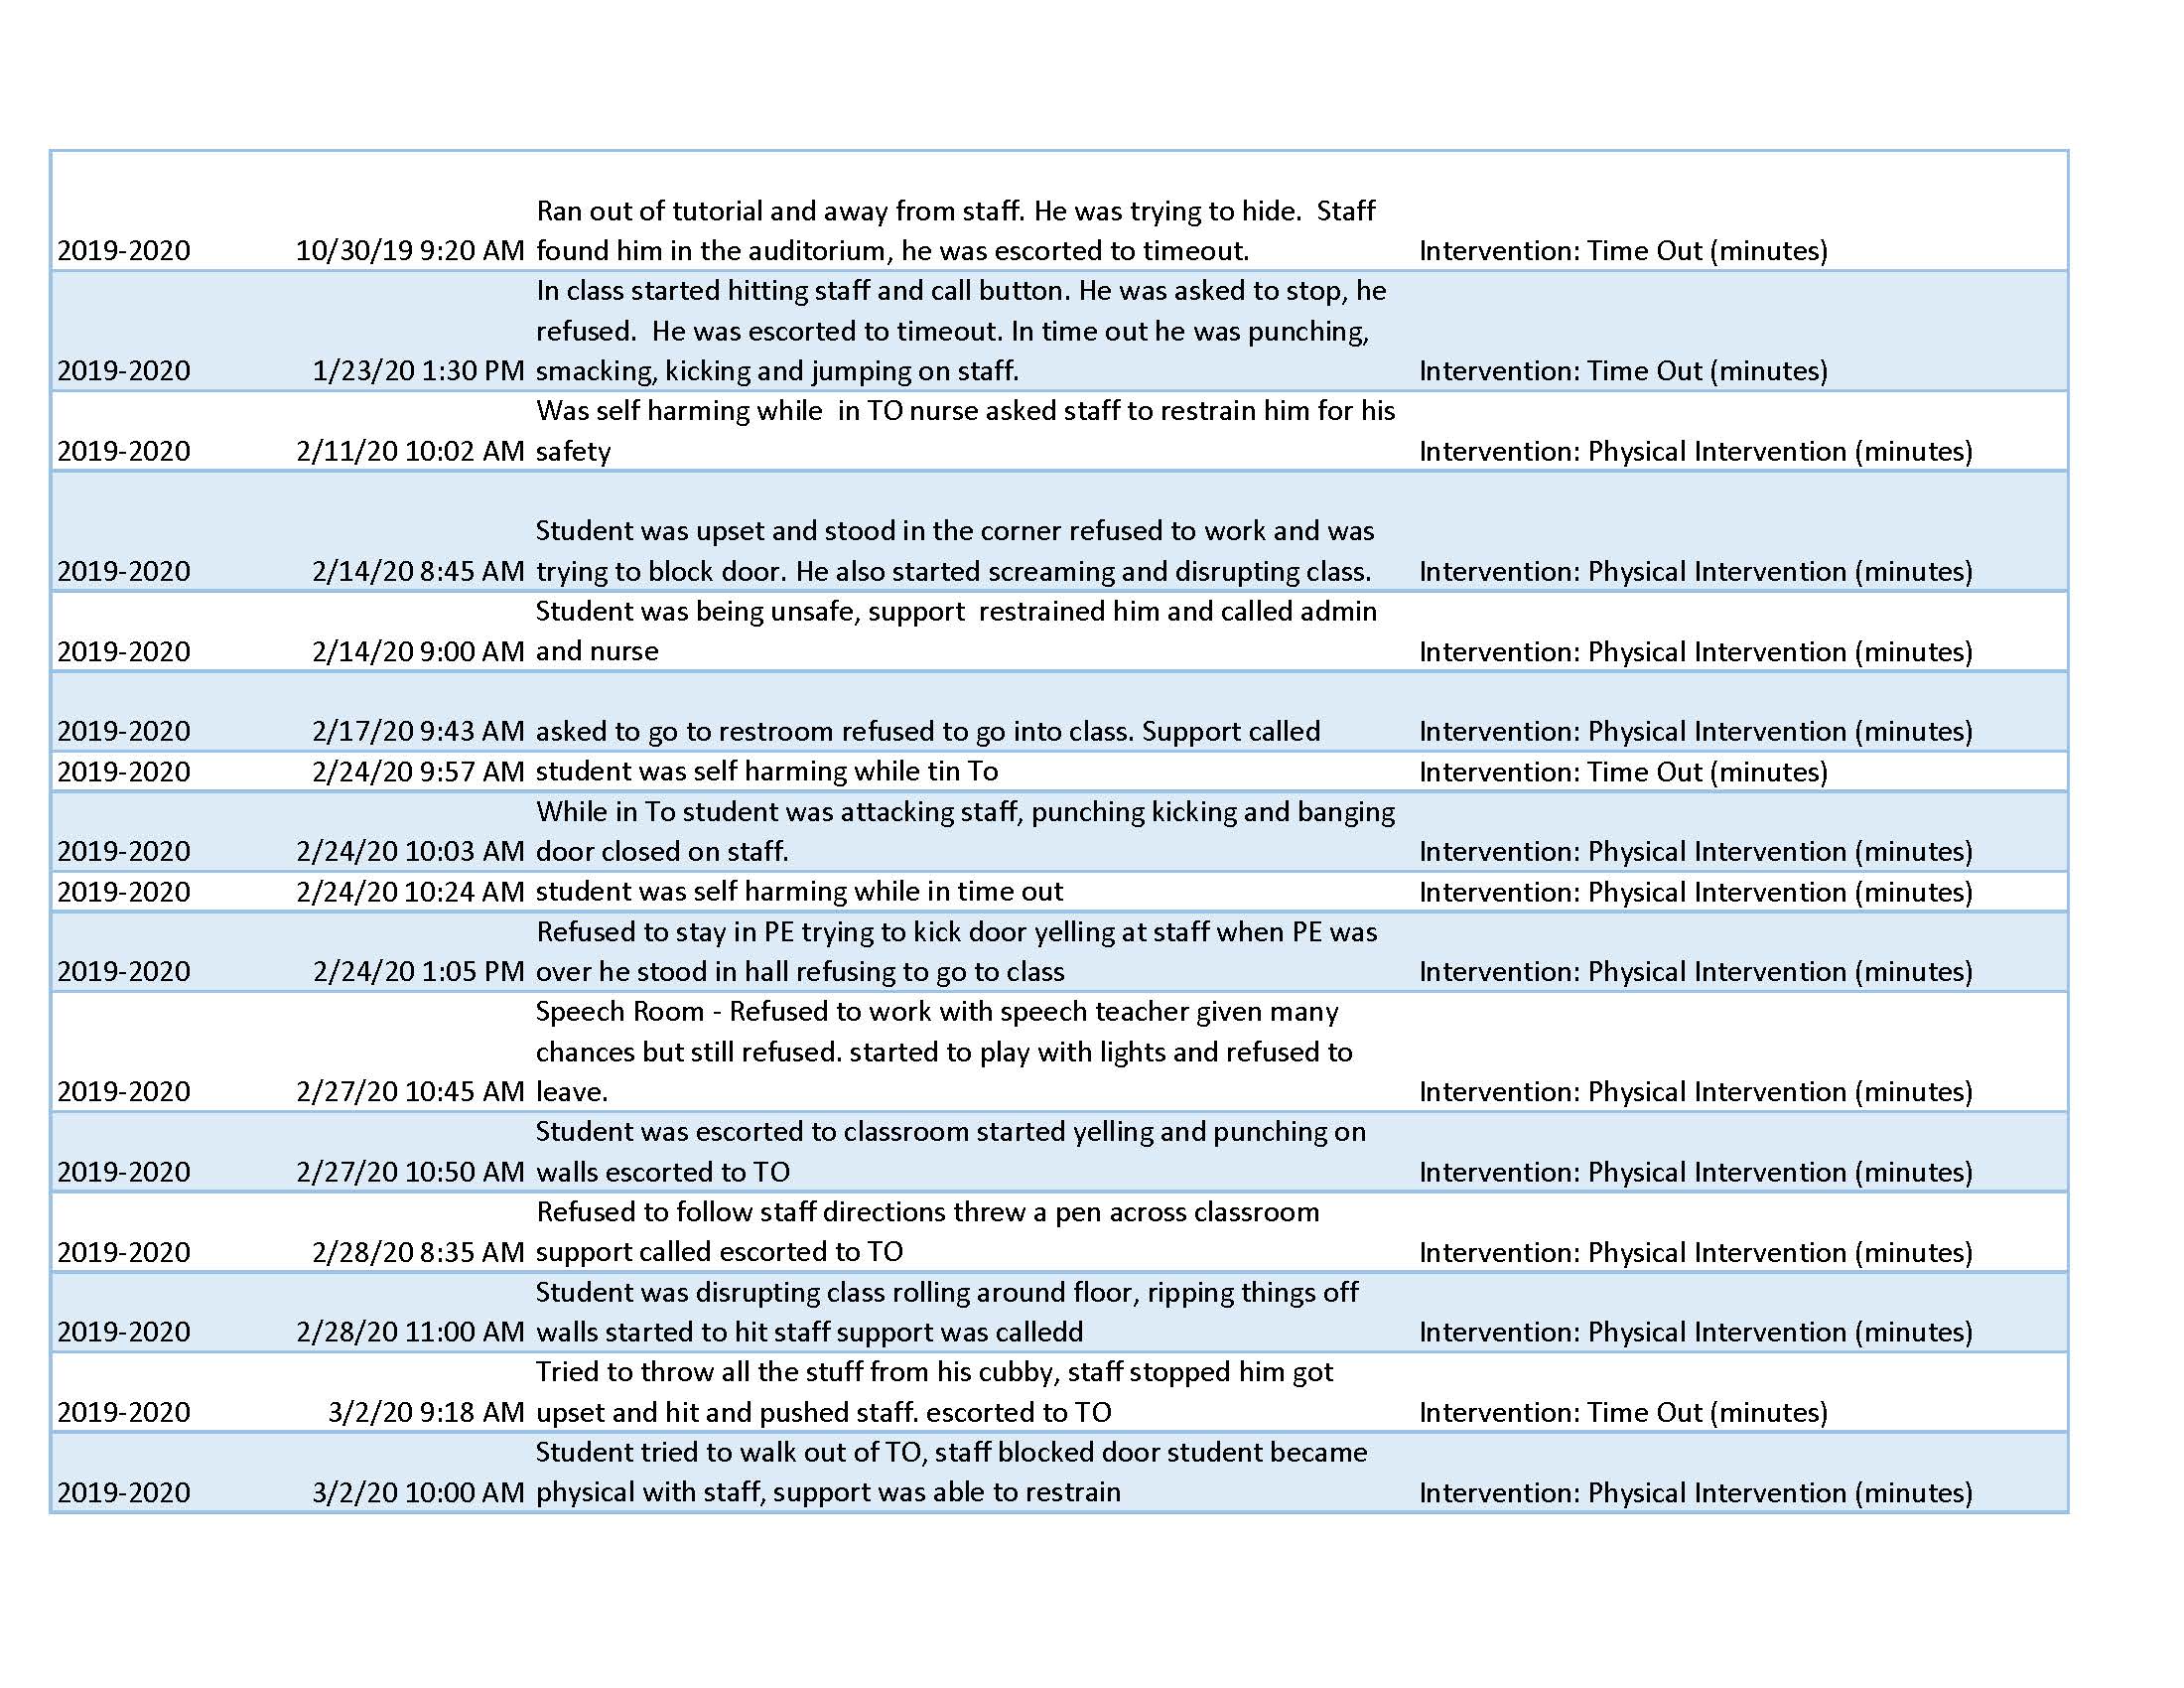 Ran out of tutorial and away from staff. He was trying to hide.  Staff
2019-2020 10/30/19 9:20 AM found him in the auditorium, he was escorted to timeout. Intervention: Time Out (minutes)
In class started hitting staff and call button. He was asked to stop, he
refused.  He was escorted to timeout. In time out he was punching,
2019-2020 1/23/20 1:30 PM smacking, kicking and jumping on staff. Intervention: Time Out (minutes)
Was self harming while  in TO nurse asked staff to restrain him for his
2019-2020 2/11/20 10:02 AM safety Intervention: Physical Intervention (minutes)
Student was upset and stood in the corner refused to work and was
2019-2020 2/14/20 8:45 AM trying to block door. He also started screaming and disrupting class. Intervention: Physical Intervention (minutes)
Student was being unsafe, support  restrained him and called admin
2019-2020 2/14/20 9:00 AM and nurse Intervention: Physical Intervention (minutes)
2019-2020 2/17/20 9:43 AM asked to go to restroom refused to go into class. Support called Intervention: Physical Intervention (minutes)
2019-2020 2/24/20 9:57 AM student was self harming while tin To Intervention: Time Out (minutes)
While in To student was attacking staff, punching kicking and banging
2019-2020 2/24/20 10:03 AM door closed on staff. Intervention: Physical Intervention (minutes)
2019-2020 2/24/20 10:24 AM student was self harming while in time out Intervention: Physical Intervention (minutes)
Refused to stay in PE trying to kick door yelling at staff when PE was
2019-2020 2/24/20 1:05 PM over he stood in hall refusing to go to class Intervention: Physical Intervention (minutes)
Speech Room - Refused to work with speech teacher given many
chances but still refused. started to play with lights and refused to
2019-2020 2/27/20 10:45 AM leave. Intervention: Physical Intervention (minutes)
Student was escorted to classroom started yelling and punching on
2019-2020 2/27/20 10:50 AM walls escorted to TO Intervention: Physical Intervention (minutes)
Refused to follow staff directions threw a pen across classroom
2019-2020 2/28/20 8:35 AM support called escorted to TO Intervention: Physical Intervention (minutes)
Student was disrupting class rolling around floor, ripping things off
2019-2020 2/28/20 11:00 AM walls started to hit staff support was calledd Intervention: Physical Intervention (minutes)
Tried to throw all the stuff from his cubby, staff stopped him got
2019-2020 3/2/20 9:18 AM upset and hit and pushed staff. escorted to TO Intervention: Time Out (minutes)
Student tried to walk out of TO, staff blocked door student became
2019-2020 3/2/20 10:00 AM physical with staff, support was able to restrain Intervention: Physical Intervention (minutes)